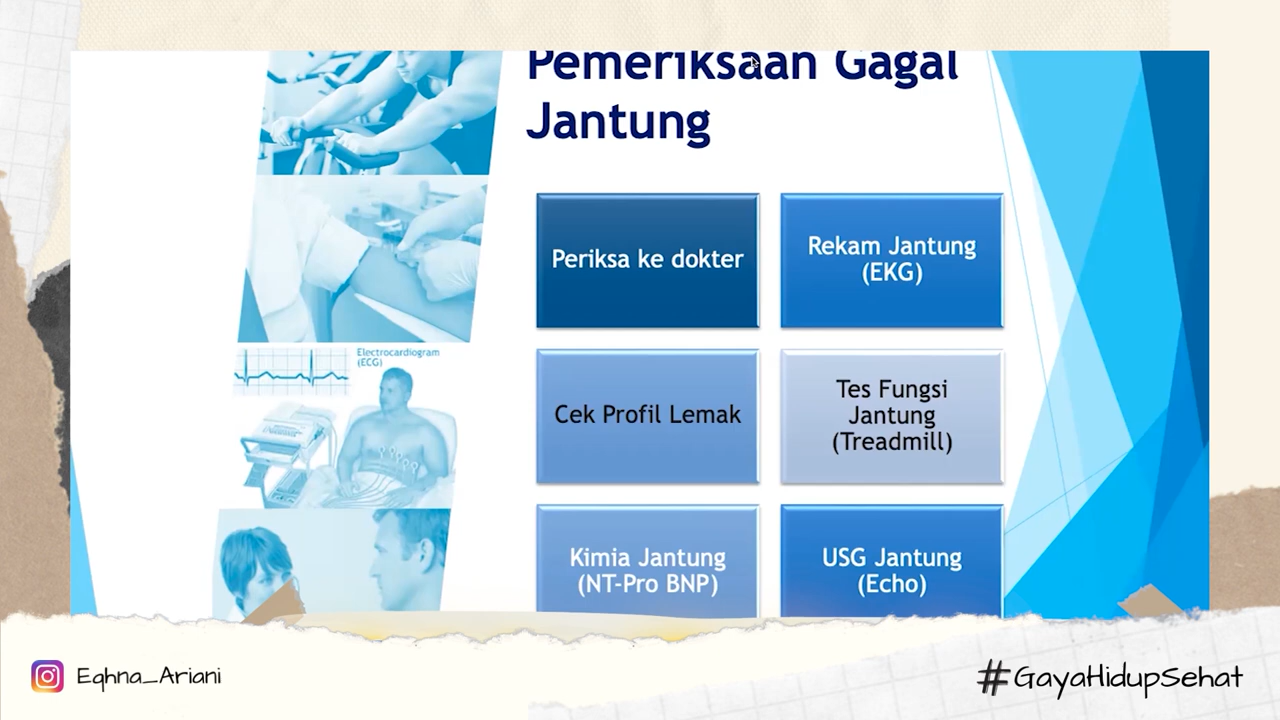 Pemeriksaan Gagal
Jantung
Periksa ke dokter
Rekam Jantung
(EKG)
Electrocardiogram
(ECG)
Cek Profil Lemak
Tes Fungsi
Jantung
(Treadmill)
Kimia Jantung
(NT-Pro BNP)
USG Jantung
(Echo)
Eqhna_Ariani
#GayaHidupSehat